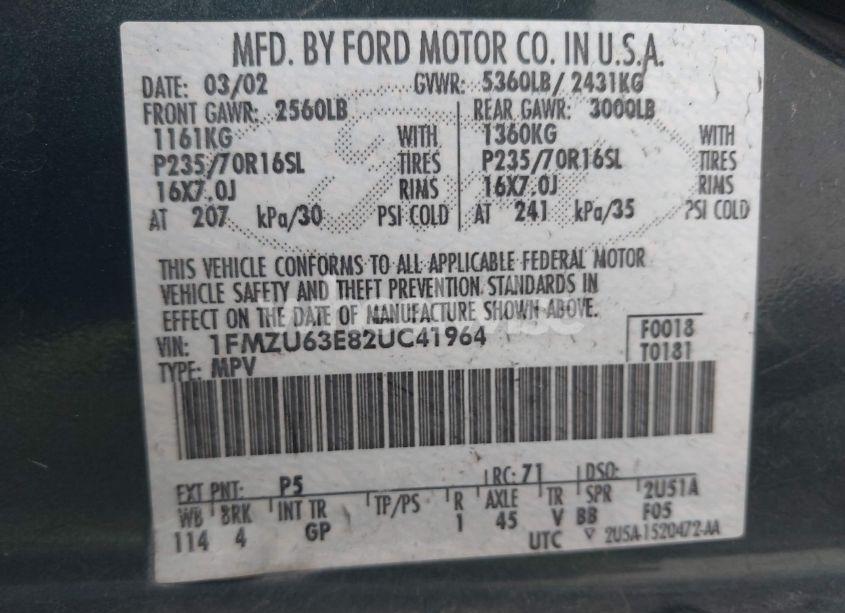 MFD. BY FORD MOTOR CO. IN U.S.A.
DATE: 03/02 GVWR: 5360LB/ 2431KG
FRONT GAWR: 2560LB REAR GAWR: 3000LB
1161KG WITH 1360KG WITH
P235/70R16SL TIRES P235/70R16SL TIRES
16X7.0J RIMS 16X7.0J RIMS
AT 207 kPa/30 PSI COLD AT 241 kPa/35 PSI COLD
THIS VEHICLE CONFORMS TO ALL APPLICABLE FEDERAL MOTOR
VEHICLE SAFETY AND THEFT PREVENTION STANDARDS IN
EFFECT ON THE DATE OF MANUFACTURE SHOWN ABOVE.
VIN: 1FMZU63E82UC41964 F0018
TYPE: MPV T0181
EXT PNT: P5 RC: 71 DSO:
WB BRK INT TR TP/PS R AXLE TR SPR 2U51A
114 4 GP 1 45 V BB F05
UTC ▽ 2U5A-1520472-AA